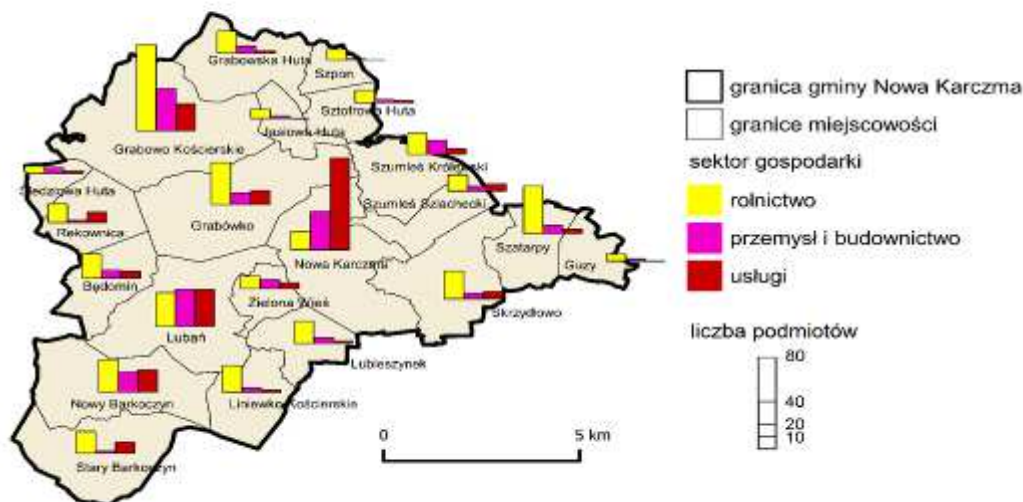 Grabowska Huta
Szpon
Sztofrowa Huta
Jasiowa Huta
Grabowo Kościerskie
Szumleś Królewski
Śledziowa Huta
Szumleś Szlachecki
Rekownica
Grabówko
Szatarpy
Nowa Karczma
Guzy
Będomin
Zielona Wieś
Skrzydłowo
Lubań
Lubieszynek
Nowy Barkoczyn
Liniewko Kościerskie
Stary Barkoczyn
0 5 km
granica gminy Nowa Karczma
granice miejscowości
sektor gospodarki
rolnictwo
przemysł i budownictwo
usługi
liczba podmiotów
80
40
20
10